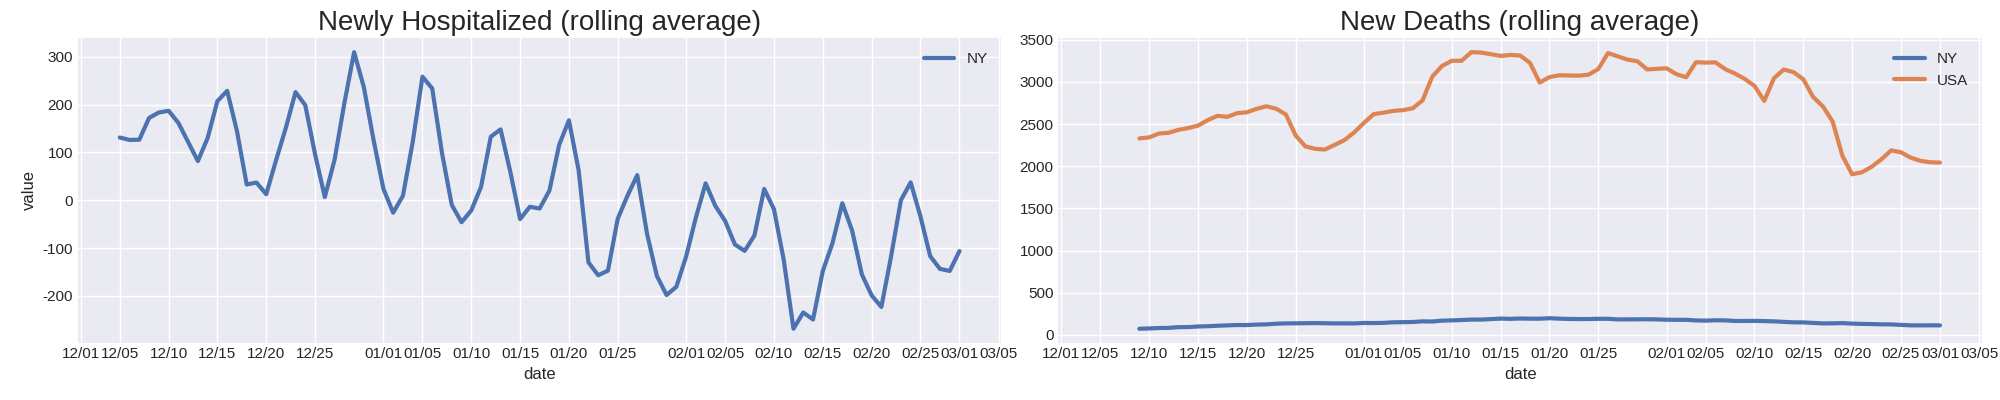 Newly Hospitalized (rolling average)
300
200
100
0
-100
-200
value
NY
12/01 12/05 12/10 12/15 12/20 12/25 01/01 01/05 01/10 01/15 01/20 01/25 02/01 02/05 02/10 02/15 02/20 02/25 03/01 03/05
date
New Deaths (rolling average)
3500
3000
2500
2000
1500
1000
500
0
NY
USA
12/01 12/05 12/10 12/15 12/20 12/25 01/01 01/05 01/10 01/15 01/20 01/25 02/01 02/05 02/10 02/15 02/20 02/25 03/01 03/05
date